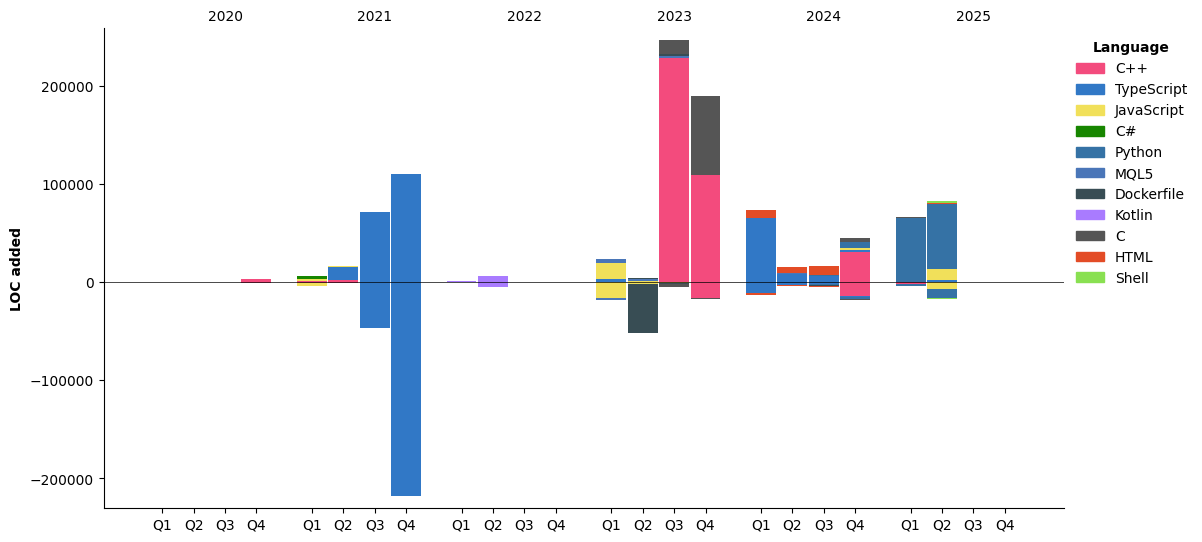 2020 2021 2022 2023 2024 2025
Language
C++
TypeScript
JavaScript
C#
Python
MQL5
Dockerfile
Kotlin
C
HTML
Shell
LOC added
200000
100000
0
−100000
−200000
Q1 Q2 Q3 Q4 Q1 Q2 Q3 Q4 Q1 Q2 Q3 Q4 Q1 Q2 Q3 Q4 Q1 Q2 Q3 Q4 Q1 Q2 Q3 Q4